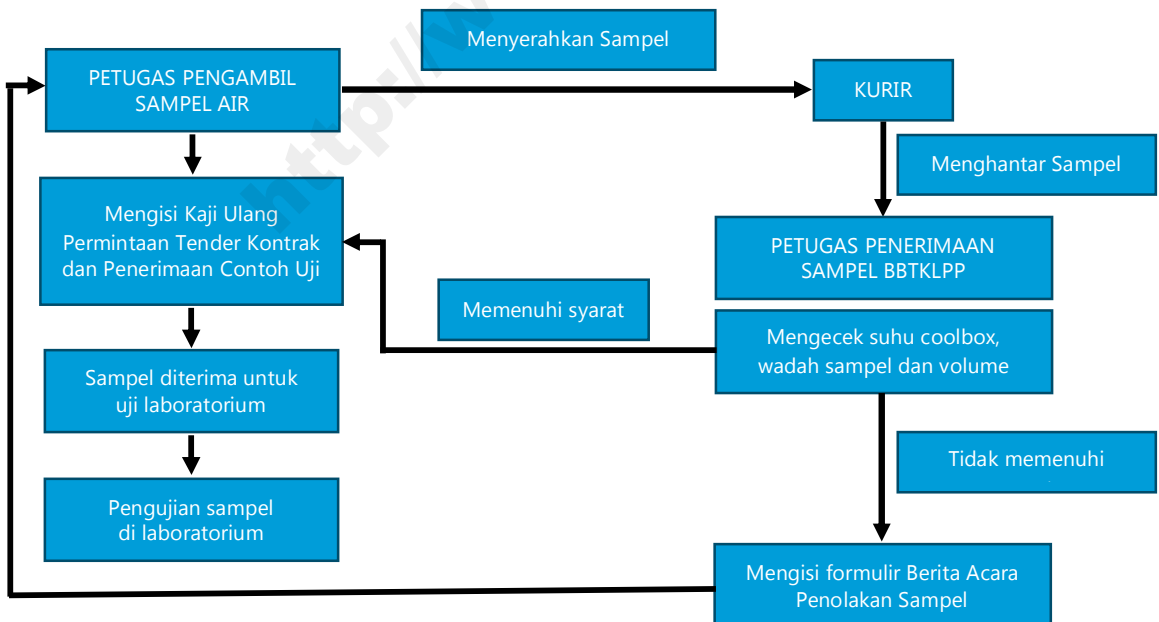 Menyerahkan Sampel
PETUGAS PENGAMBIL
SAMPEL AIR
KURIR
Menghantar Sampel
Mengisi Kaji Ulang
Permintaan Tender Kontrak
dan Penerimaan Contoh Uji
PETUGAS PENERIMAAN
SAMPEL BBTKLPP
Memenuhi syarat
Mengecek suhu coolbox,
wadah sampel dan volume
Sampel diterima untuk
uji laboratorium
Tidak memenuhi
Pengujian sampel
di laboratorium
Mengisi formulir Berita Acara
Penolakan Sampel
http://w